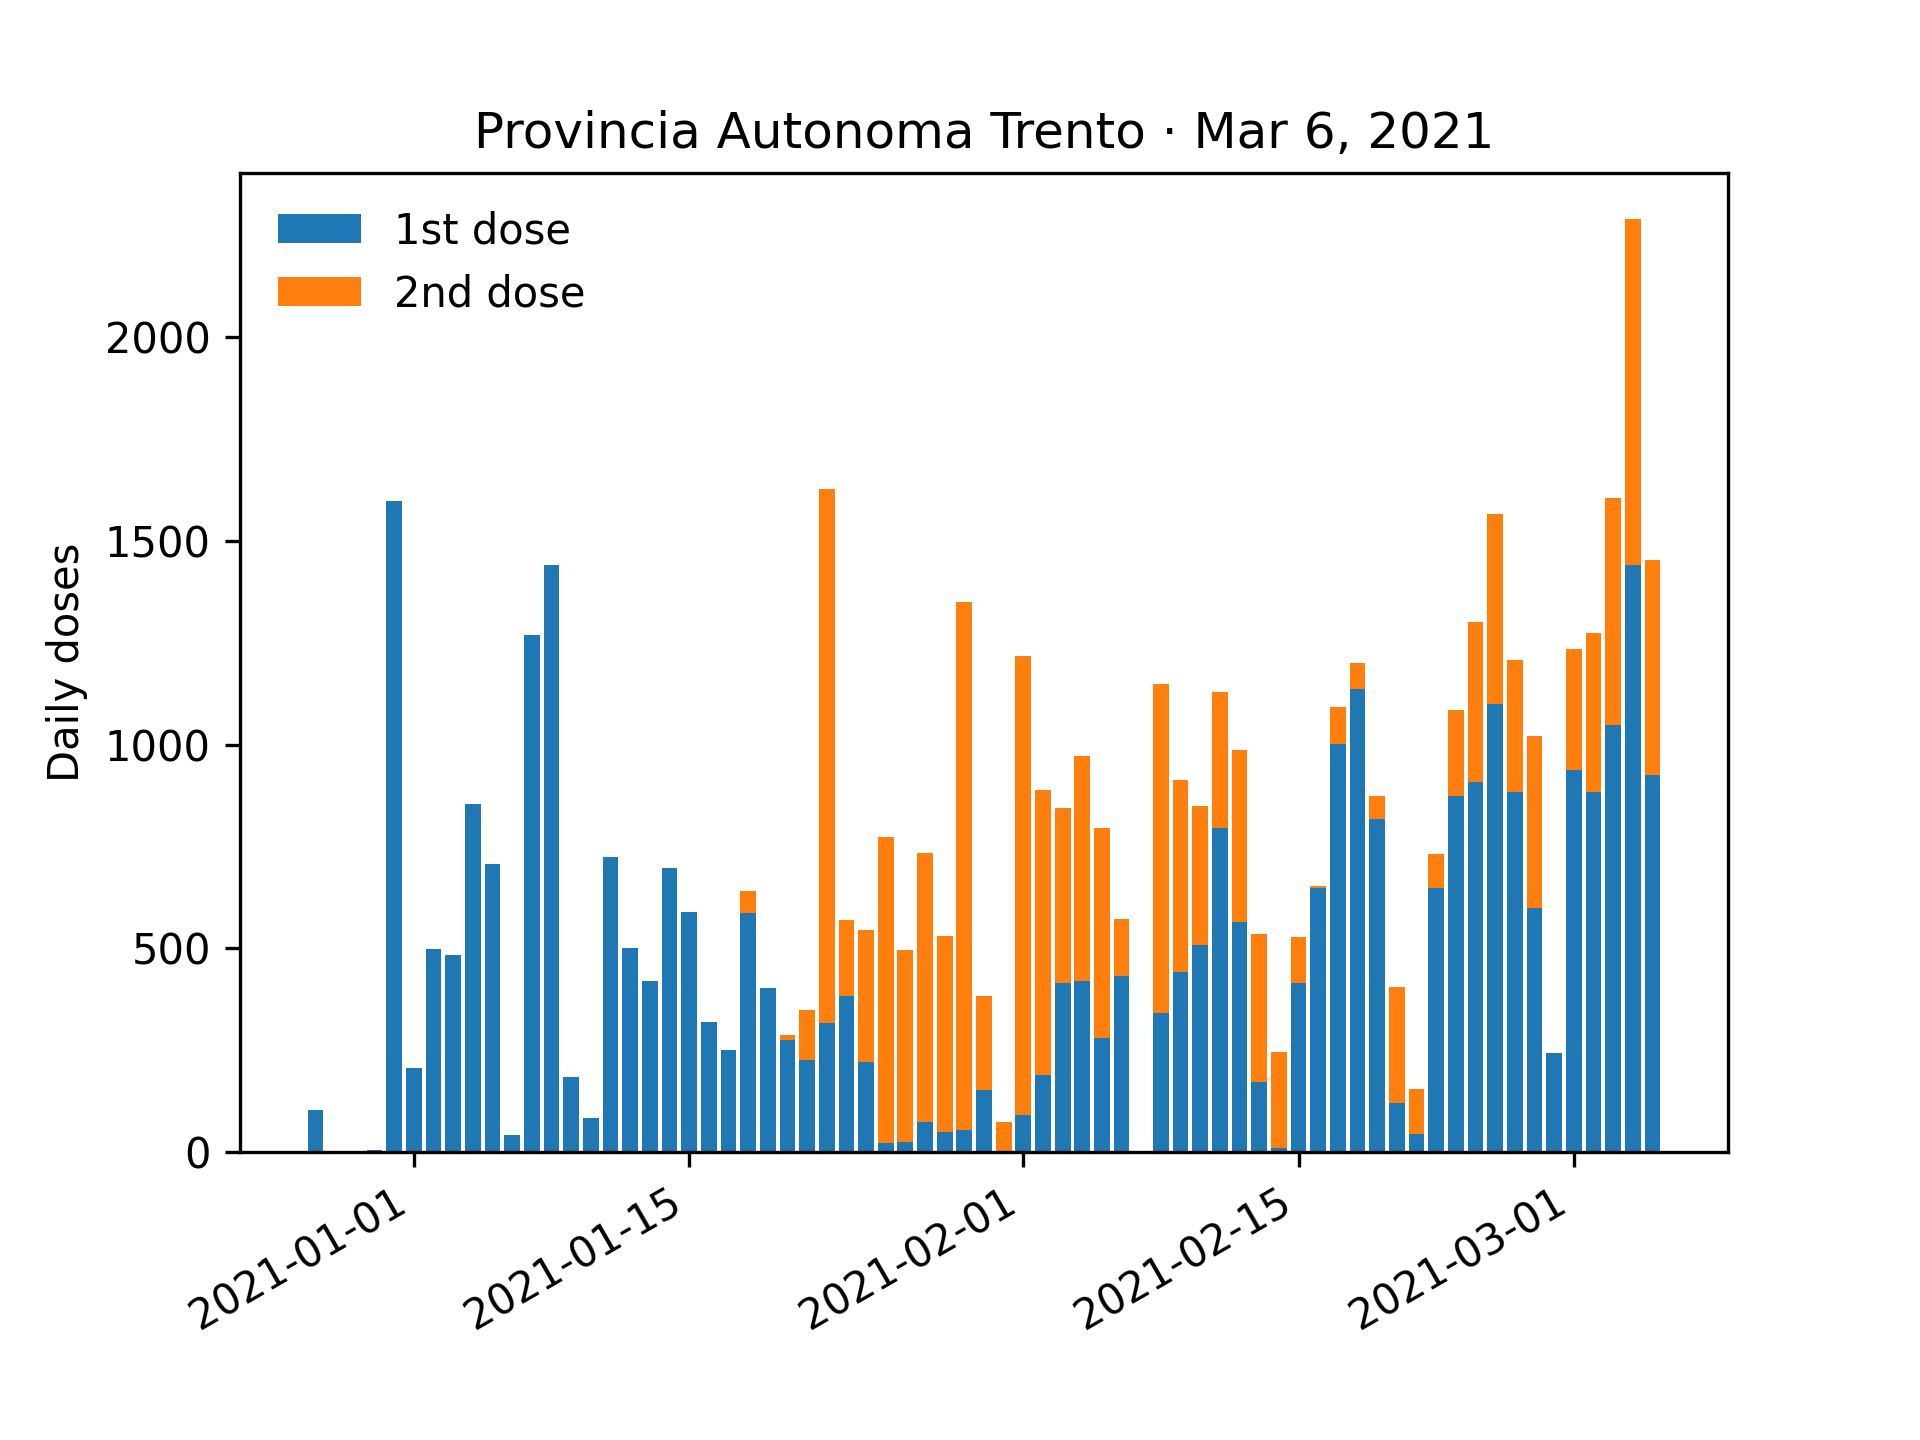 Provincia Autonoma Trento · Mar 6, 2021
1st dose
2nd dose
Daily doses
2000
1500
1000
500
0
2021-01-01
2021-01-15
2021-02-01
2021-02-15
2021-03-01